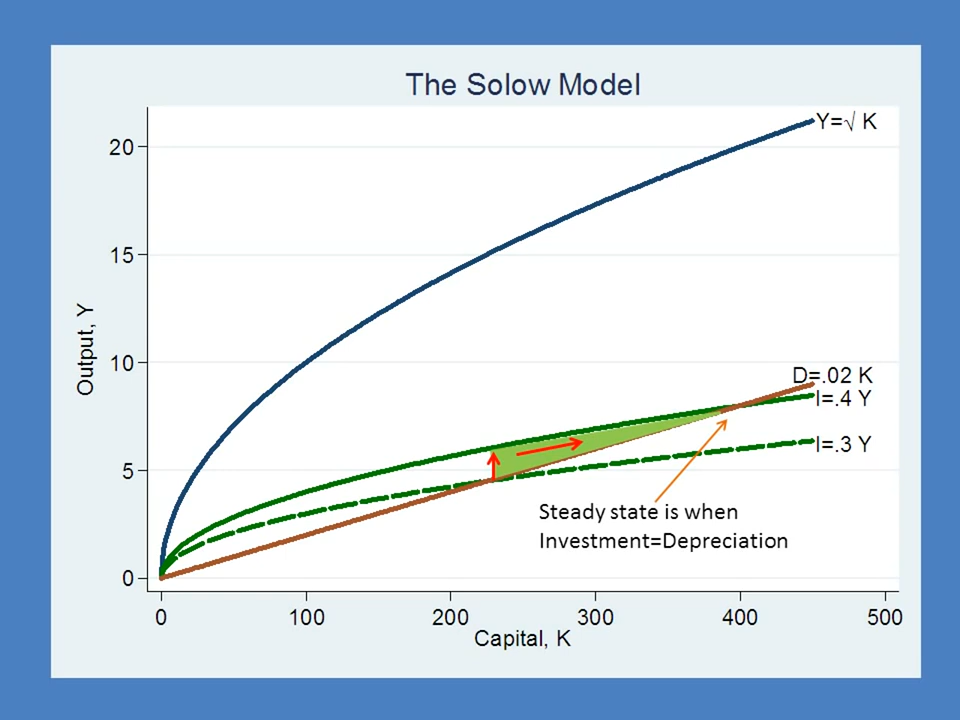 The Solow Model
Y=√ K
20
15
Output, Y
10
D=.02 K
I=.4 Y
I=.3 Y
5
Steady state is when
Investment=Depreciation
0
0 100 200 300 400 500
Capital, K